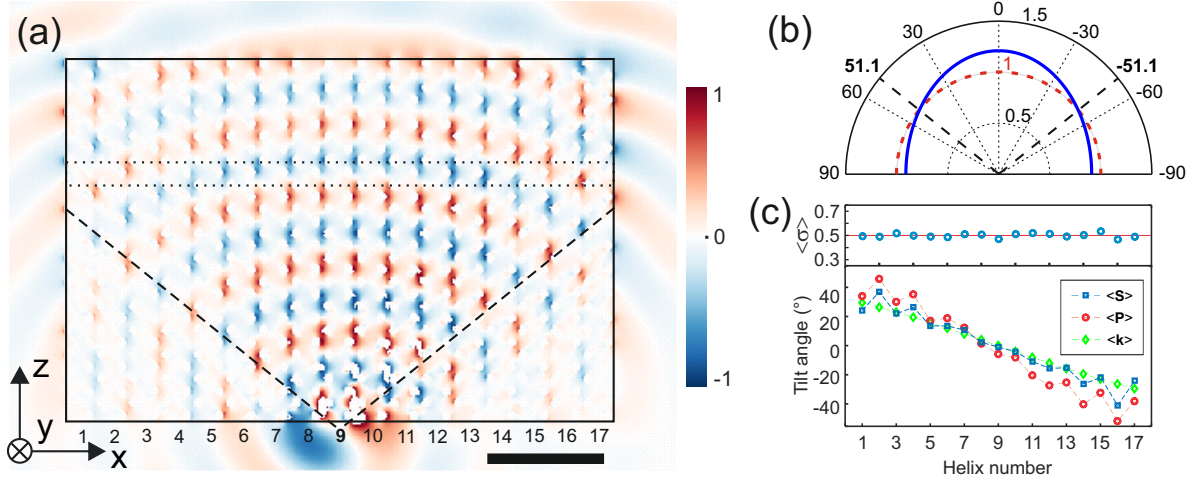 (a)
z
y
x
1 2 3 4 5 6 7 8 9 10 11 12 13 14 15 16 17
1
0
-1
(b)
0
30 1.5 -30
51.1 1 -51.1
60 0.5 -60
90 -90
(c)
<σ>
0.7
0.5
0.3
Tilt angle (°)
40
20
0
-20
-40
<S>
<P>
<k>
1 3 5 7 9 11 13 15 17
Helix number